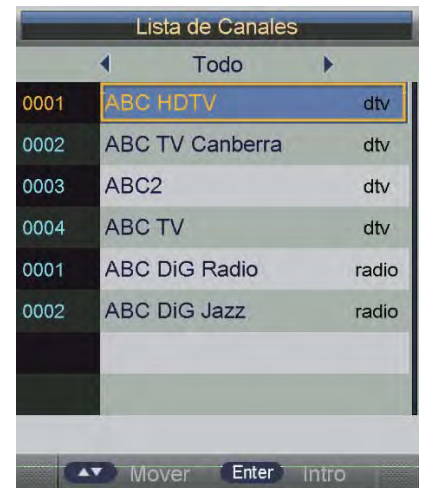 Lista de Canales
Todo
0001 ABC HDTV dtv
0002 ABC TV Canberra dtv
0003 ABC2 dtv
0004 ABC TV dtv
0001 ABC DiG Radio radio
0002 ABC DiG Jazz radio
Mover Enter Intro